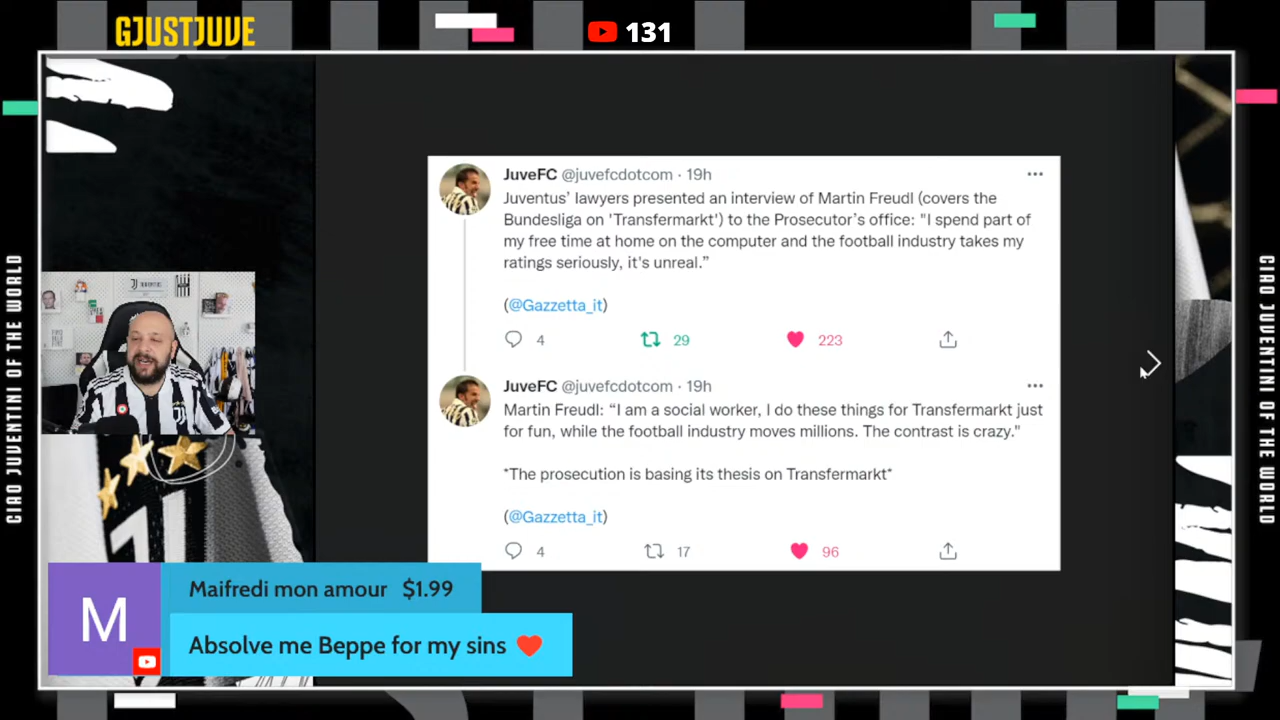 GJUSTJUVE
131
CIAO JUVENTINI OF THE WORLD
JuveFC @juvefcdotcom · 19h
Juventus' lawyers presented an interview of Martin Freudl (covers the
Bundesliga on 'Transfermarkt') to the Prosecutor's office: "I spend part of
my free time at home on the computer and the football industry takes my
ratings seriously, it's unreal."
(@Gazzetta_it)
4 29 223
JuveFC @juvefcdotcom · 19h
Martin Freudl: “I am a social worker, I do these things for Transfermarkt just
for fun, while the football industry moves millions. The contrast is crazy."
*The prosecution is basing its thesis on Transfermarkt*
(@Gazzetta_it)
4 17 96
M
Maifredi mon amour $1.99
Absolve me Beppe for my sins ❤️
CIAO JUVENTINI OF THE WORLD